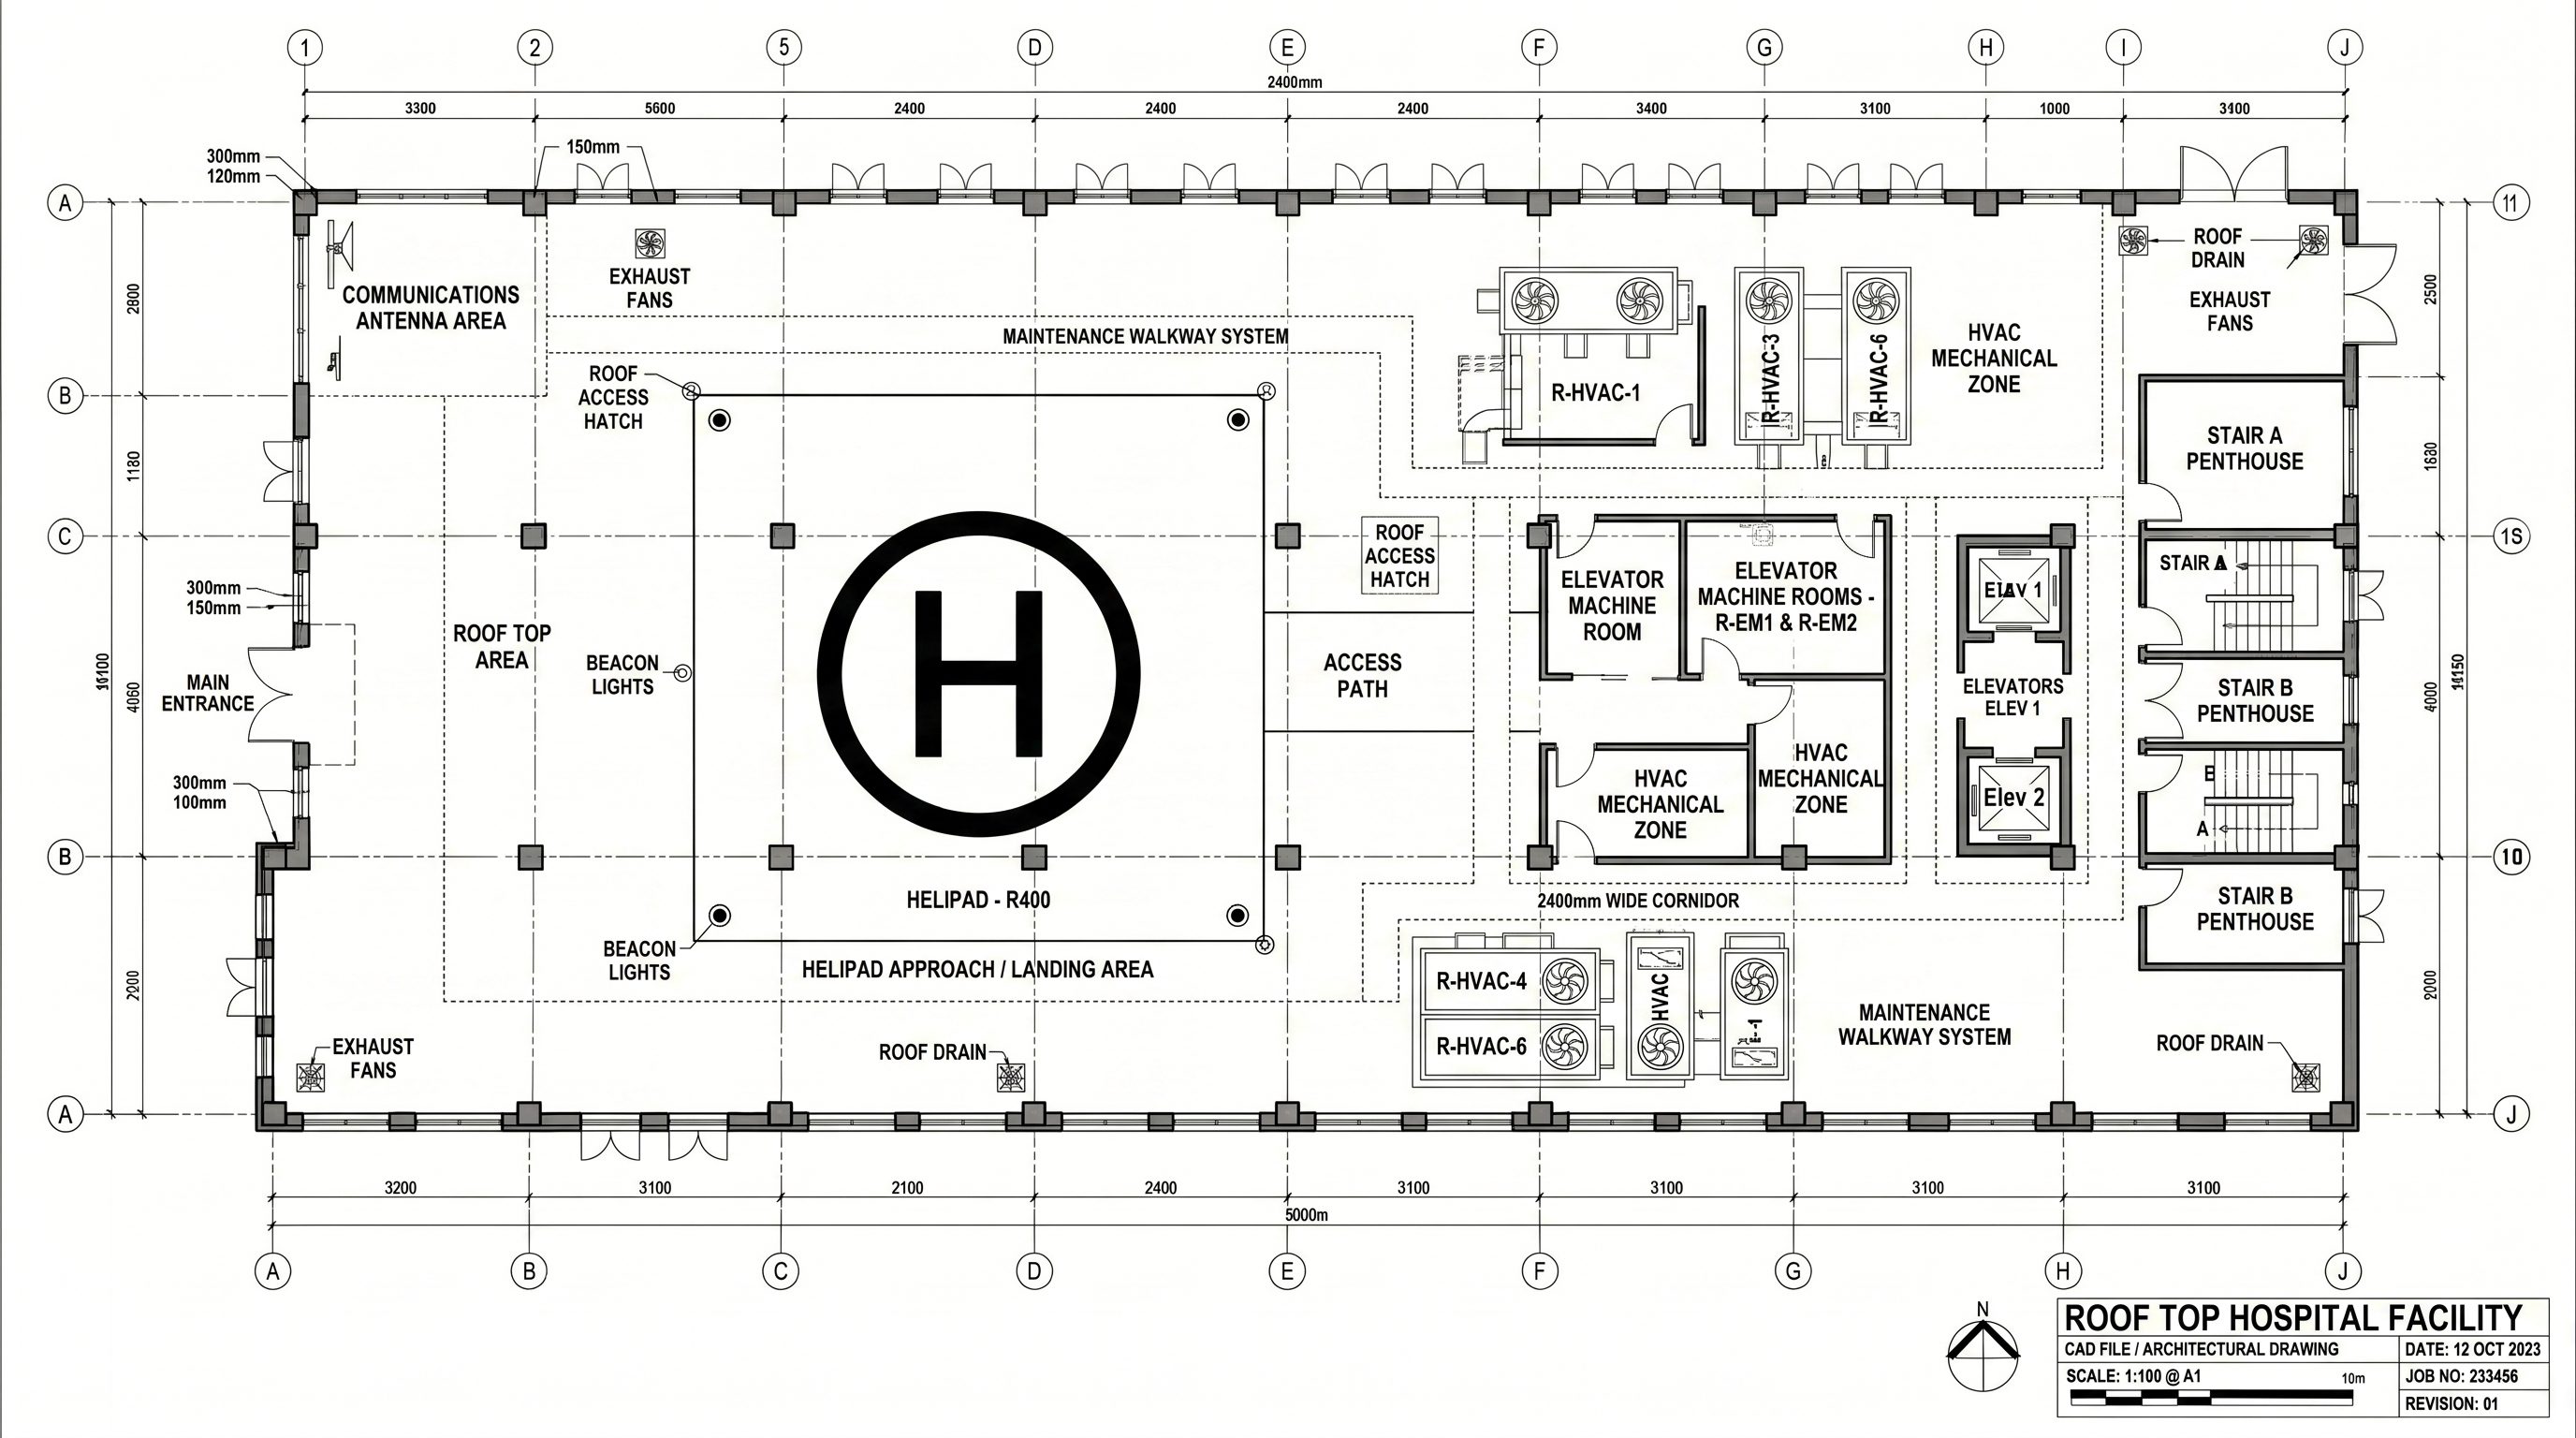 1 2 5 D E F G H I J
2400mm
3300 5600 2400 2400 2400 3400 3100 1000 3400
300mm
120mm
150mm
A
11
2800
2500
EXHAUST
FANS
ROOF
DRAIN
EXHAUST
FANS
COMMUNICATIONS
ANTENNA AREA
MAINTENANCE WALKWAY SYSTEM
R-HVAC-1
R-HVAC-3
R-HVAC-6
HVAC
MECHANICAL
ZONE
B
ROOF
ACCESS
HATCH
STAIR A
PENTHOUSE
1180
C
1S
ROOF
ACCESS
HATCH
ELEVATOR
MACHINE
ROOM
ELEVATOR
MACHINE ROOMS -
R-EM1 & R-EM2
STAIR A
300mm
150mm
H
ROOF TOP
AREA
BEACON
LIGHTS
ACCESS
PATH
ELEVATORS
ELEV 1
STAIR B
PENTHOUSE
MAIN
ENTRANCE
4060
4000
300mm
100mm
HVAC
MECHANICAL
ZONE
HVAC
MECHANICAL
ZONE
Elev 2
B
A
B
10
HELIPAD - R400
2400mm WIDE CORNIDOR
STAIR B
PENTHOUSE
BEACON
LIGHTS
HELIPAD APPROACH / LANDING AREA
R-HVAC-4
R-HVAC-6
HVAC
2000
MAINTENANCE
WALKWAY SYSTEM
EXHAUST
FANS
ROOF DRAIN
ROOF DRAIN
A
J
3200 3100 2100 2400 3100 3100 3100 3100
5000m
A B C D E F G H J
N
ROOF TOP HOSPITAL FACILITY
CAD FILE / ARCHITECTURAL DRAWING
DATE: 12 OCT 2023
SCALE: 1:100 @ A1
10m
JOB NO: 233456
REVISION: 01